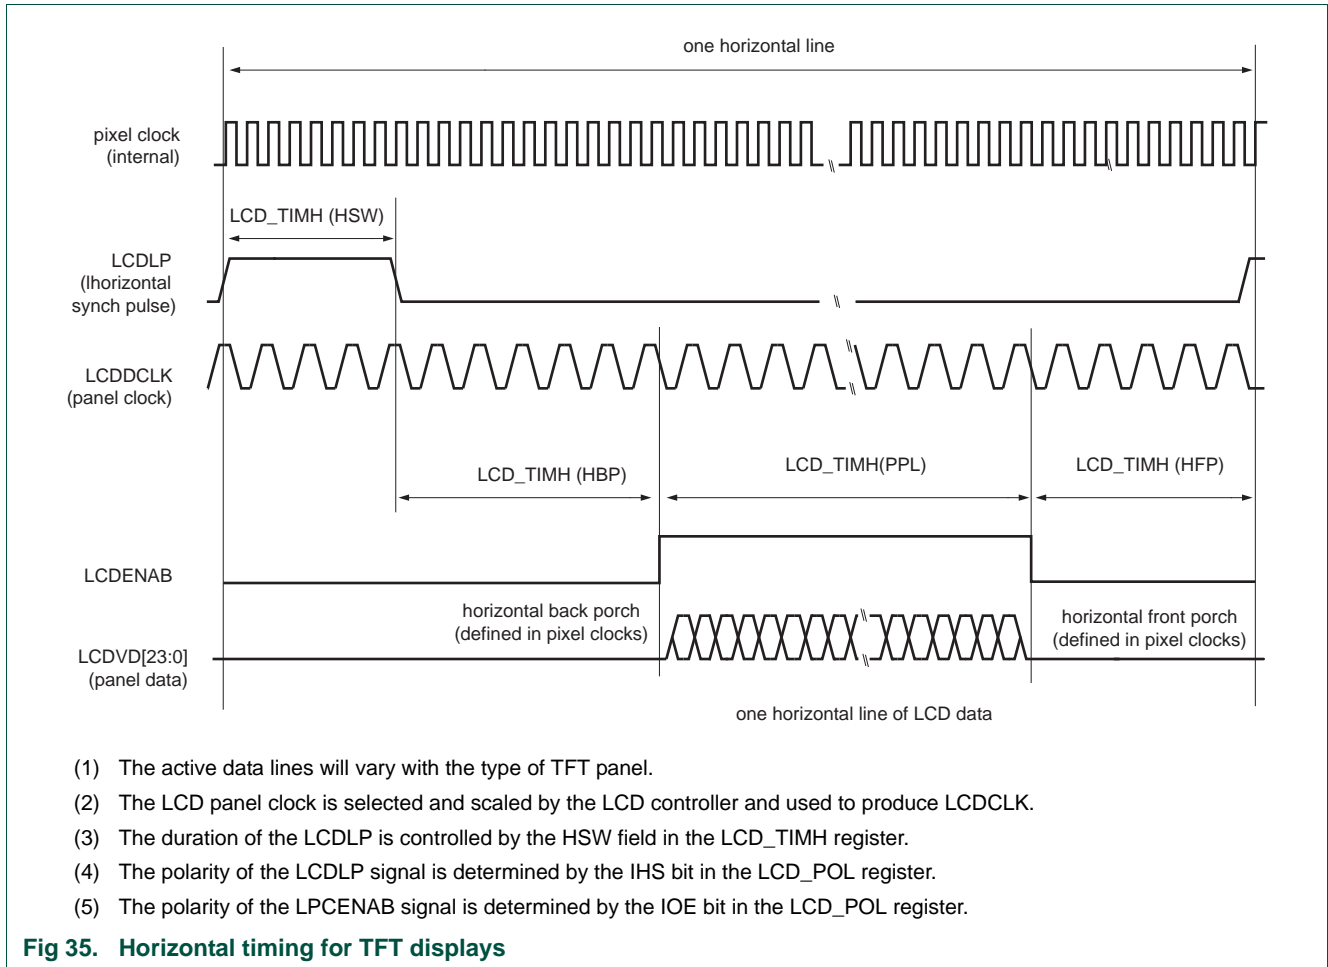 one horizontal line
pixel clock
(internal)
LCD_TIMH (HSW)
LCDLP
(lhorizontal
synch pulse)
LCDDCLK
(panel clock)
LCD_TIMH (HBP)
LCD_TIMH(PPL)
LCD_TIMH (HFP)
LCDENAB
horizontal back porch
(defined in pixel clocks)
horizontal front porch
(defined in pixel clocks)
LCDVD[23:0]
(panel data)
one horizontal line of LCD data
(1) The active data lines will vary with the type of TFT panel.
(2) The LCD panel clock is selected and scaled by the LCD controller and used to produce LCDCLK.
(3) The duration of the LCDLP is controlled by the HSW field in the LCD_TIMH register.
(4) The polarity of the LCDLP signal is determined by the IHS bit in the LCD_POL register.
(5) The polarity of the LPCENAB signal is determined by the IOE bit in the LCD_POL register.
Fig 35. Horizontal timing for TFT displays